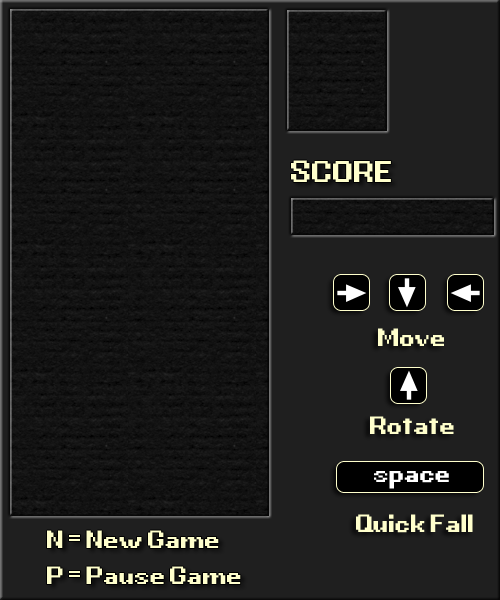 SCORE
Move
Rotate
space
Quick Fall
N = New Game
P = Pause Game